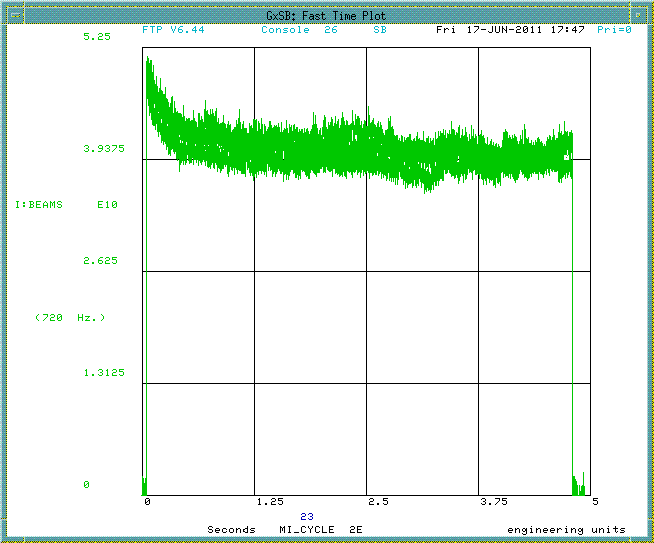 GxSB: Fast Time Plot
FTP V6.44 Console 26 SB Fri 17-JUN-2011 17:47 Pri=0
5.25
3.9375
I:BEAMS E10
2.625
(720 Hz.)
1.3125
0
0 1.25 2.5 3.75 5
23
Seconds MI_CYCLE 2E engineering units